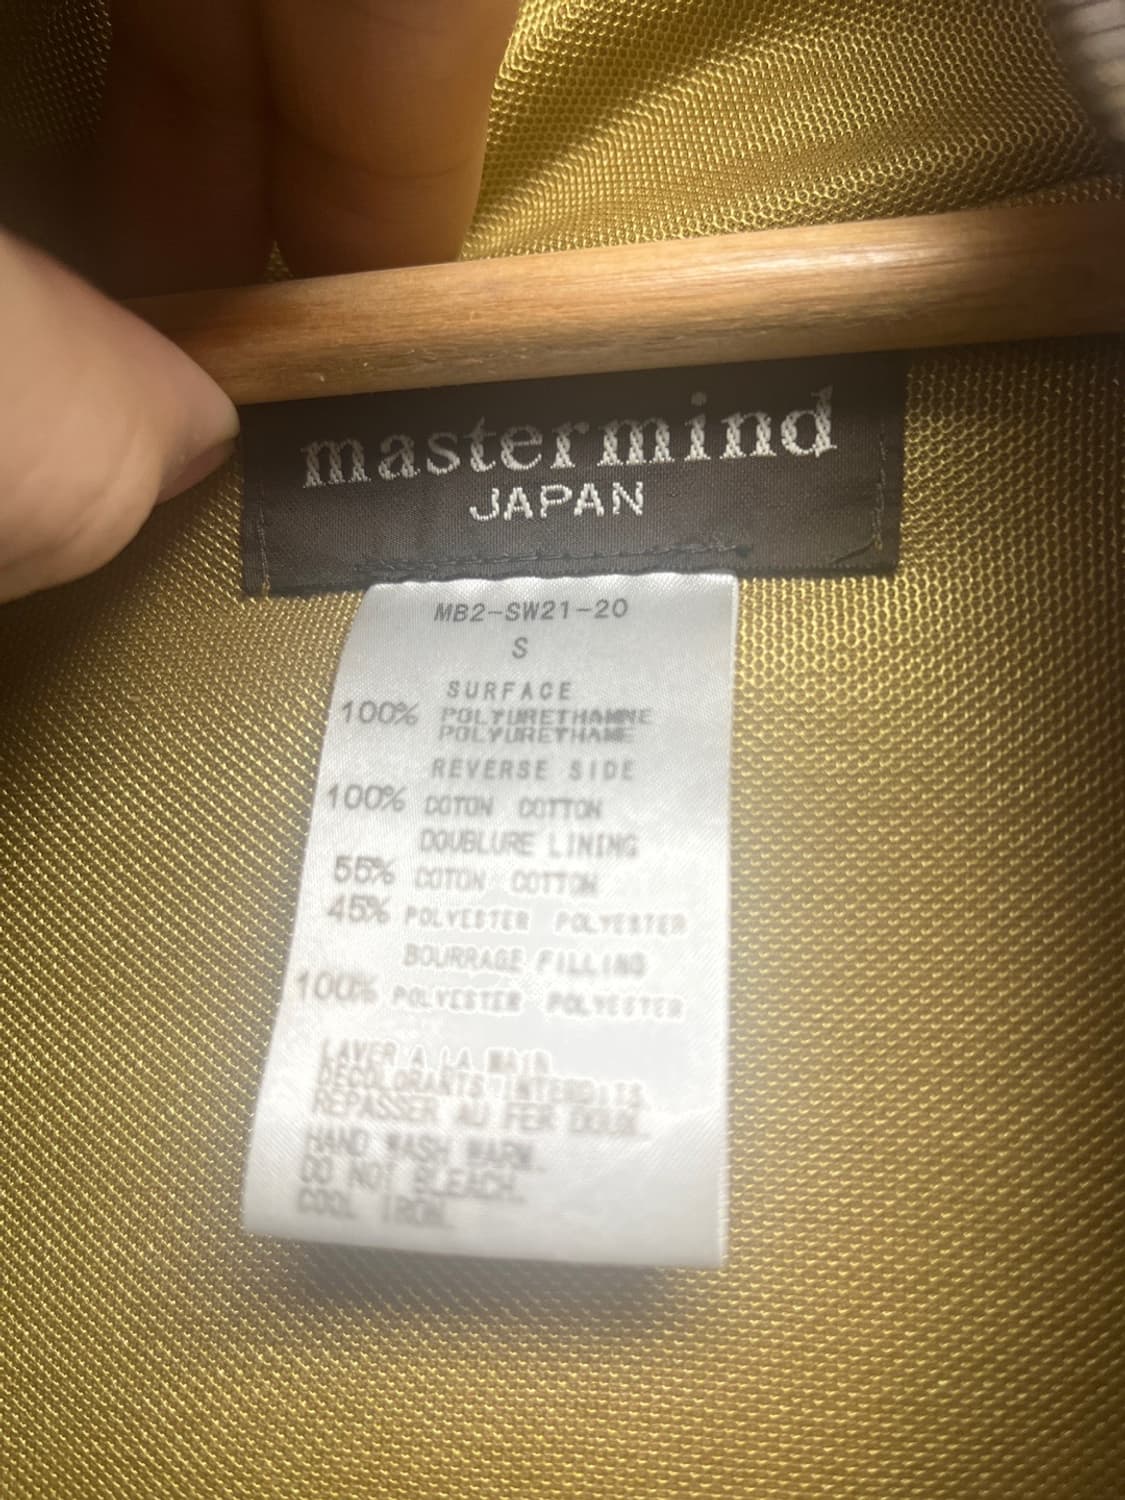 mastermind
JAPAN
MB2-SW21-20
S
SURFACE
100% POLYURETHANNE
POLYURETHANE
REVERSE SIDE
100% COTON COTTON
DOUBLURE LINING
55% COTON COTTON
45% POLYESTER POLYESTER
BOURRAGE FILLING
100% POLYESTER POLYESTER
LAVER A LA MAIN
DECOLORANTS INTERDITS
REPASSER AU FER DOUX.
HAND WASH WARM.
DO NOT BLEACH.
COOL IRON.